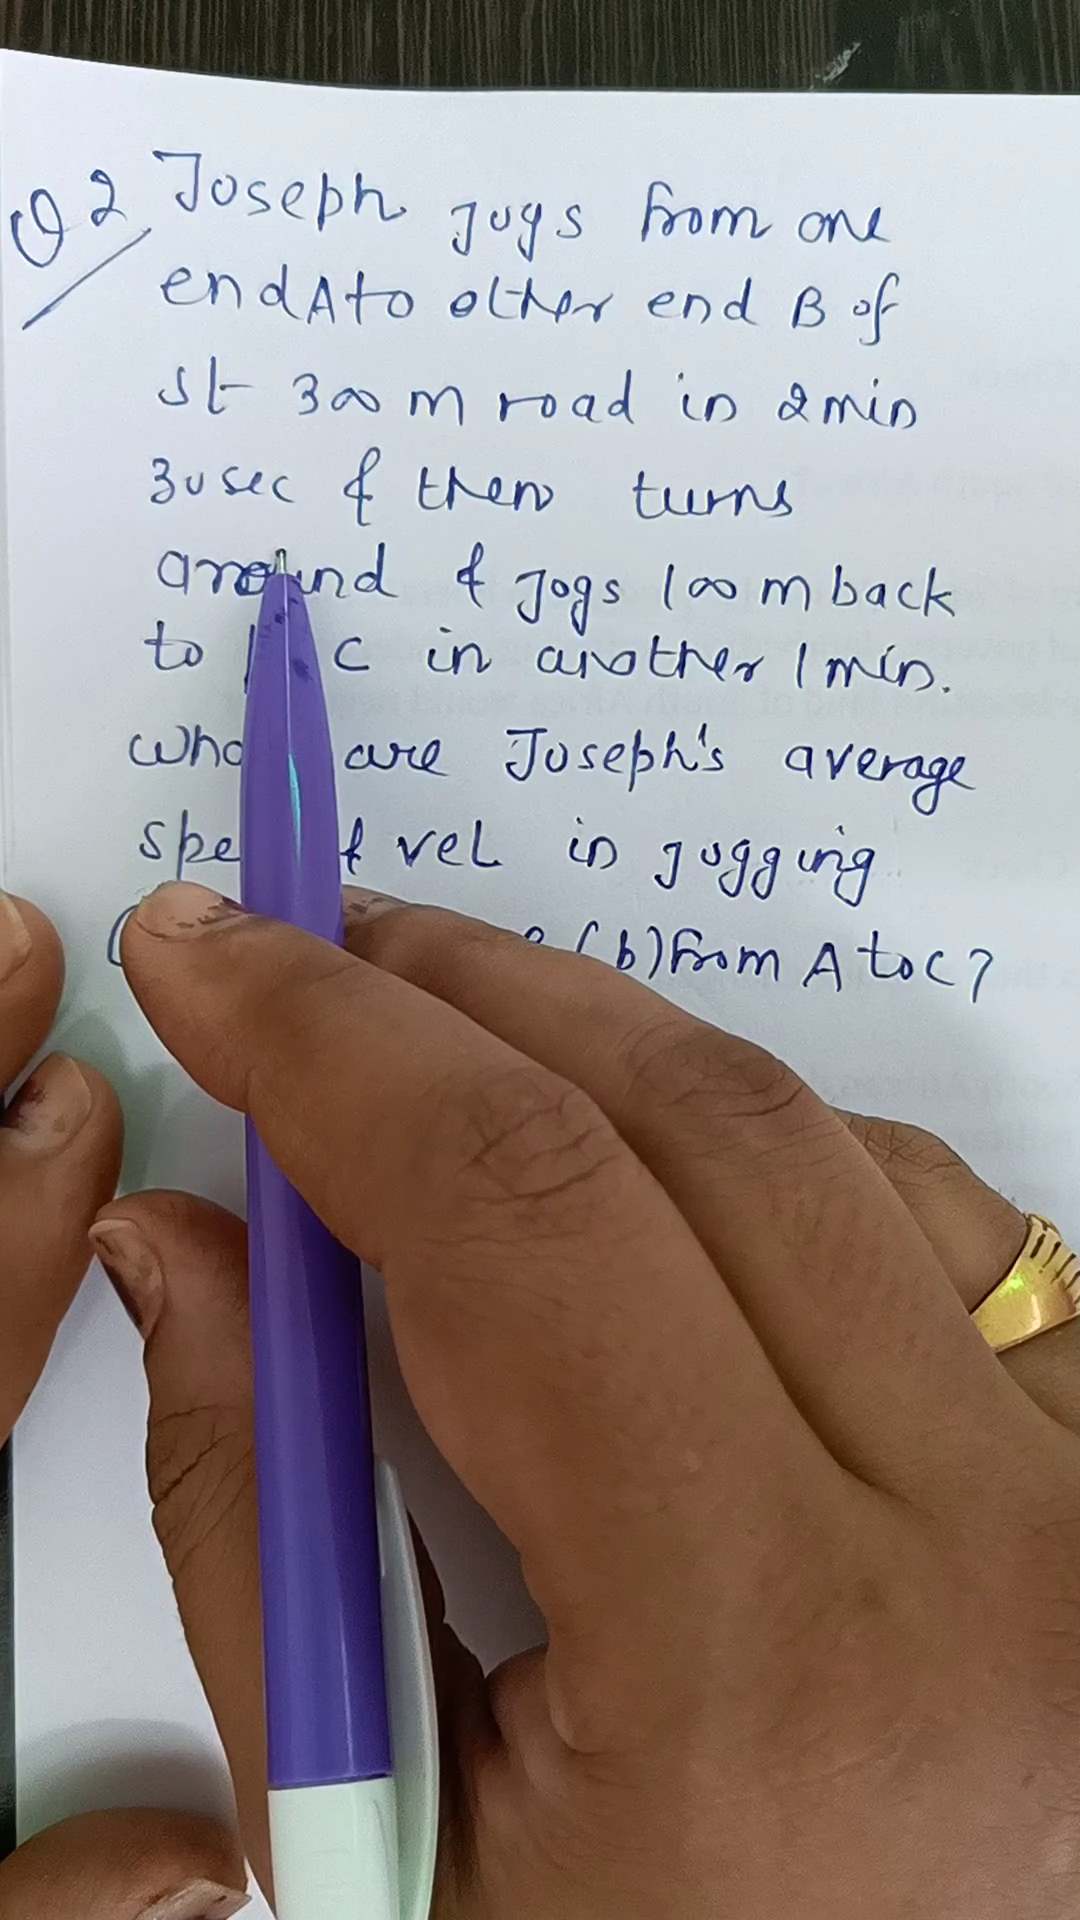 Q2 Joseph jogs from one
end A to other end B of
st 300 m road in 2 min
30 sec & then turns
around & jogs 100 m back
to C in another 1 min.
are Joseph's average
& vel in jogging
(b) from A to C?